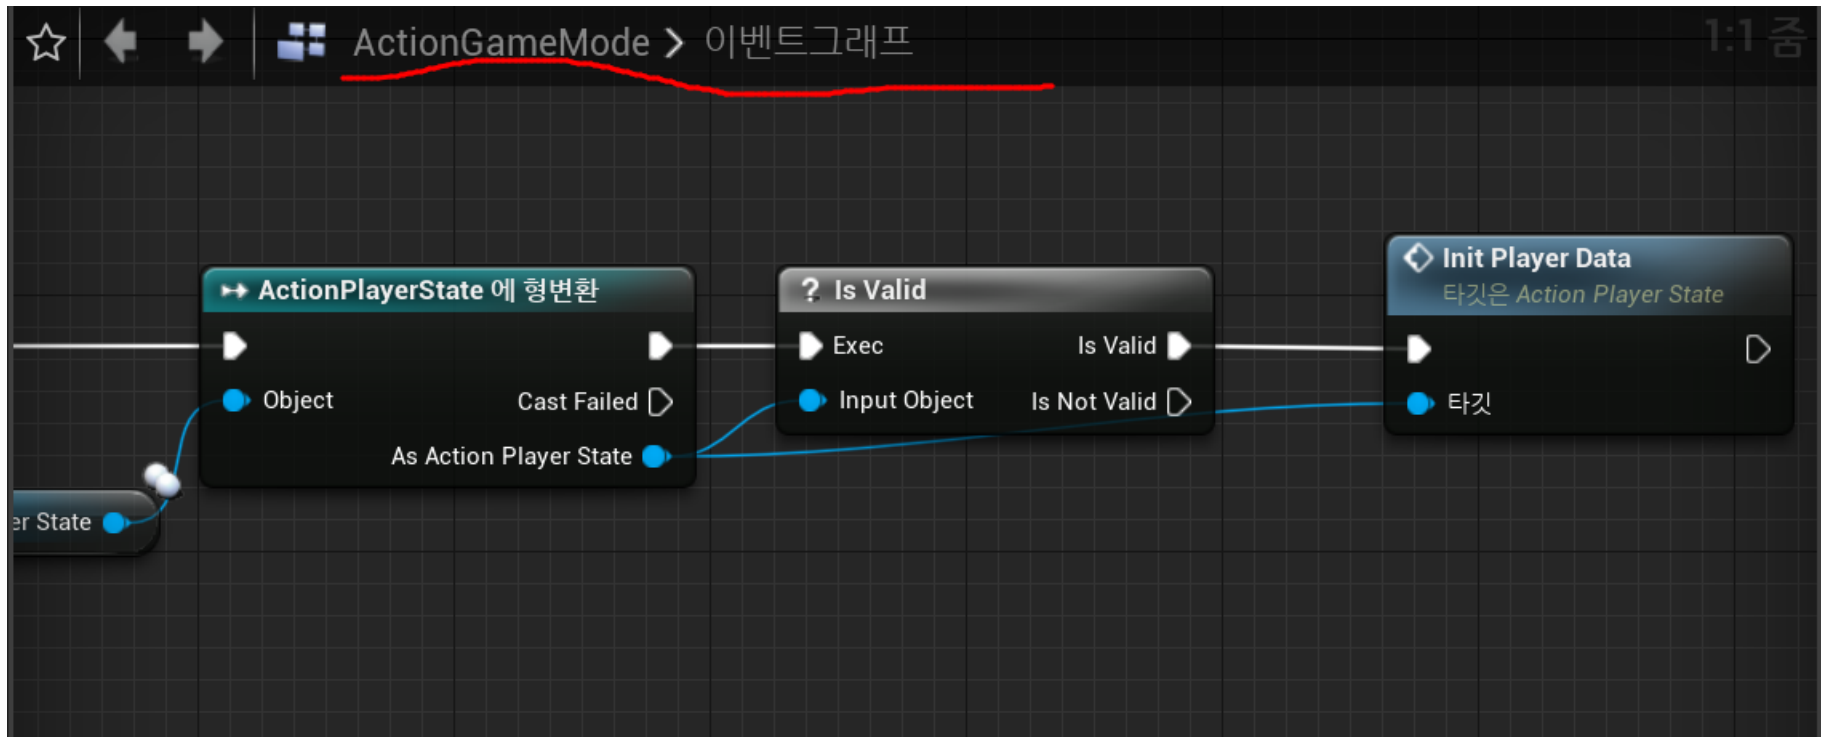 ActionGameMode > 이벤트그래프
1:1 줌
ActionPlayerState 에 형변환
Object
Cast Failed
As Action Player State
er State
? Is Valid
Exec
Is Valid
Input Object
Is Not Valid
Init Player Data
타깃은 Action Player State
타깃